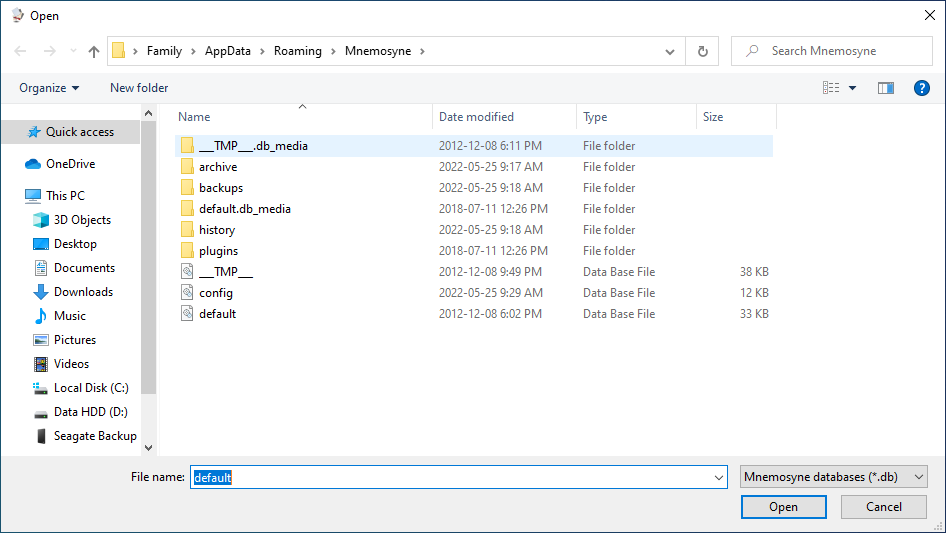 Open
Family > AppData > Roaming > Mnemosyne >
Search Mnemosyne
Organize
New folder
?
Quick access
OneDrive
This PC
3D Objects
Desktop
Documents
Downloads
Music
Pictures
Videos
Local Disk (C:)
Data HDD (D:)
Seagate Backup
Name Date modified Type Size
__TMP__.db_media 2012-12-08 6:11 PM File folder
archive 2022-05-25 9:17 AM File folder
backups 2022-05-25 9:18 AM File folder
default.db_media 2018-07-11 12:26 PM File folder
history 2022-05-25 9:18 AM File folder
plugins 2018-07-11 12:26 PM File folder
__TMP__ 2012-12-08 9:49 PM Data Base File 38 KB
config 2022-05-25 9:29 AM Data Base File 12 KB
default 2012-12-08 6:02 PM Data Base File 33 KB
File name: default Mnemosyne databases (*.db)
Open Cancel